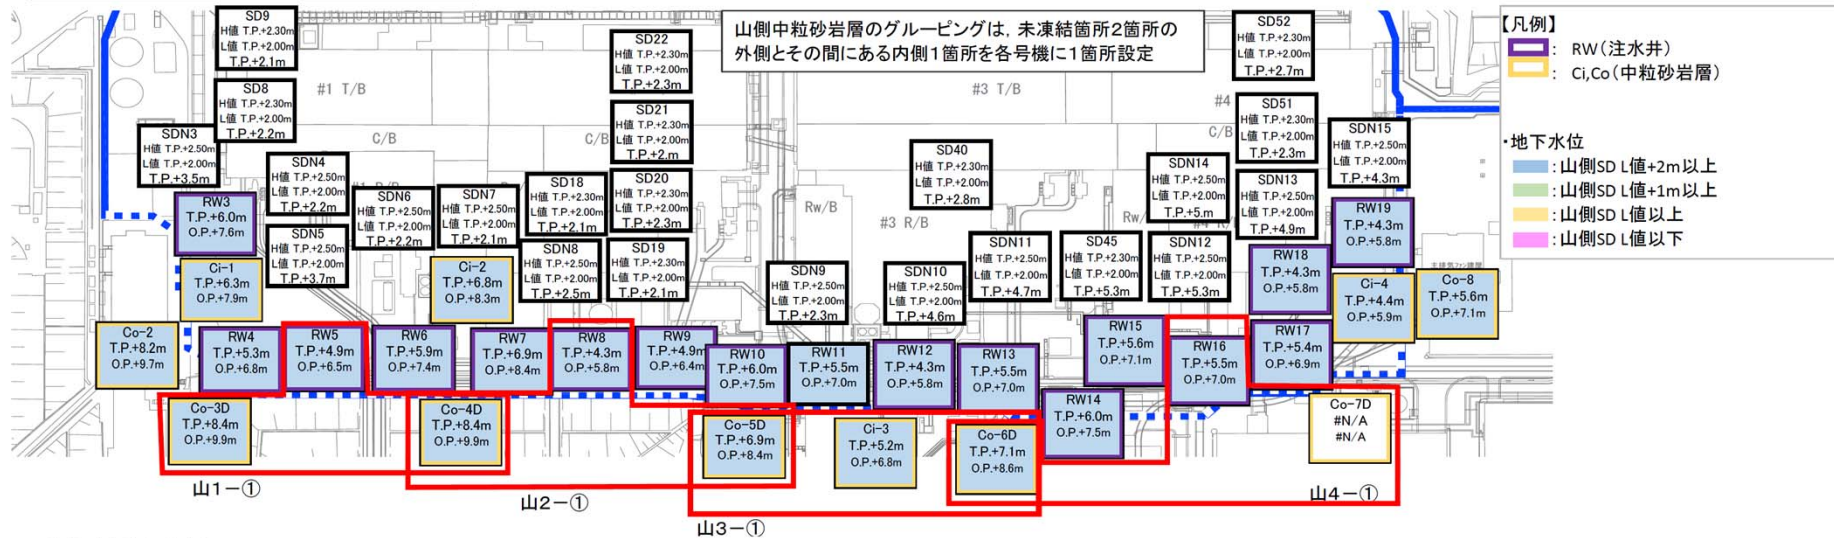 山側中粒砂岩層のグルーピングは，未凍結箇所2箇所の
外側とその間にある内側1箇所を各号機に1箇所設定
【凡例】
： RW（注水井）
： Ci,Co（中粒砂岩層）
・地下水位
：山側SD L値+2m以上
：山側SD L値+1m以上
：山側SD L値以上
：山側SD L値以下
SD9
H値 T.P.+2.30m
L値 T.P.+2.00m
T.P.+2.1m
SD8
H値 T.P.+2.30m
L値 T.P.+2.00m
T.P.+2.2m
SDN3
H値 T.P.+2.50m
L値 T.P.+2.00m
T.P.+3.5m
SDN4
H値 T.P.+2.50m
L値 T.P.+2.00m
T.P.+2.2m
SDN5
H値 T.P.+2.50m
L値 T.P.+2.00m
T.P.+3.7m
SDN6
H値 T.P.+2.50m
L値 T.P.+2.00m
T.P.+2.2m
SDN7
H値 T.P.+2.50m
L値 T.P.+2.00m
T.P.+2.1m
SD18
H値 T.P.+2.30m
L値 T.P.+2.00m
T.P.+2.1m
SDN8
H値 T.P.+2.50m
L値 T.P.+2.00m
T.P.+2.5m
SD22
H値 T.P.+2.30m
L値 T.P.+2.00m
T.P.+2.3m
SD21
H値 T.P.+2.30m
L値 T.P.+2.00m
T.P.+2.m
SD20
H値 T.P.+2.30m
L値 T.P.+2.00m
T.P.+2.3m
SD19
H値 T.P.+2.30m
L値 T.P.+2.00m
T.P.+2.1m
SDN9
H値 T.P.+2.50m
L値 T.P.+2.00m
T.P.+2.3m
SD40
H値 T.P.+2.30m
L値 T.P.+2.00m
T.P.+2.8m
SDN10
H値 T.P.+2.50m
L値 T.P.+2.00m
T.P.+4.6m
SDN11
H値 T.P.+2.50m
L値 T.P.+2.00m
T.P.+4.7m
SD45
H値 T.P.+2.30m
L値 T.P.+2.00m
T.P.+5.3m
SDN14
H値 T.P.+2.50m
L値 T.P.+2.00m
T.P.+5.m
SDN12
H値 T.P.+2.50m
L値 T.P.+2.00m
T.P.+5.3m
SD52
H値 T.P.+2.30m
L値 T.P.+2.00m
T.P.+2.7m
SD51
H値 T.P.+2.30m
L値 T.P.+2.00m
T.P.+2.3m
SDN13
H値 T.P.+2.50m
L値 T.P.+2.00m
T.P.+4.9m
SDN15
H値 T.P.+2.50m
L値 T.P.+2.00m
T.P.+4.3m
#1 T/B
C/B
C/B
#3 T/B
#4
C/B
Rw/B
#3 R/B
Rw/
RW3
T.P.+6.0m
O.P.+7.6m
Ci-1
T.P.+6.3m
O.P.+7.9m
Co-2
T.P.+8.2m
O.P.+9.7m
RW4
T.P.+5.3m
O.P.+6.8m
RW5
T.P.+4.9m
O.P.+6.5m
RW6
T.P.+5.9m
O.P.+7.4m
Ci-2
T.P.+6.8m
O.P.+8.3m
RW7
T.P.+6.9m
O.P.+8.4m
RW8
T.P.+4.3m
O.P.+5.8m
RW9
T.P.+4.9m
O.P.+6.4m
RW10
T.P.+6.0m
O.P.+7.5m
RW11
T.P.+5.5m
O.P.+7.0m
RW12
T.P.+4.3m
O.P.+5.8m
RW13
T.P.+5.5m
O.P.+7.0m
RW14
T.P.+6.0m
O.P.+7.5m
RW15
T.P.+5.6m
O.P.+7.1m
RW16
T.P.+5.5m
O.P.+7.0m
RW17
T.P.+5.4m
O.P.+6.9m
RW18
T.P.+4.3m
O.P.+5.8m
RW19
T.P.+4.3m
O.P.+5.8m
Ci-4
T.P.+4.4m
O.P.+5.9m
Co-8
T.P.+5.6m
O.P.+7.1m
Co-3D
T.P.+8.4m
O.P.+9.9m
Co-4D
T.P.+8.4m
O.P.+9.9m
Co-5D
T.P.+6.9m
O.P.+8.4m
Ci-3
T.P.+5.2m
O.P.+6.8m
Co-6D
T.P.+7.1m
O.P.+8.6m
Co-7D
#N/A
#N/A
山1－①
山2－①
山3－①
山4－①